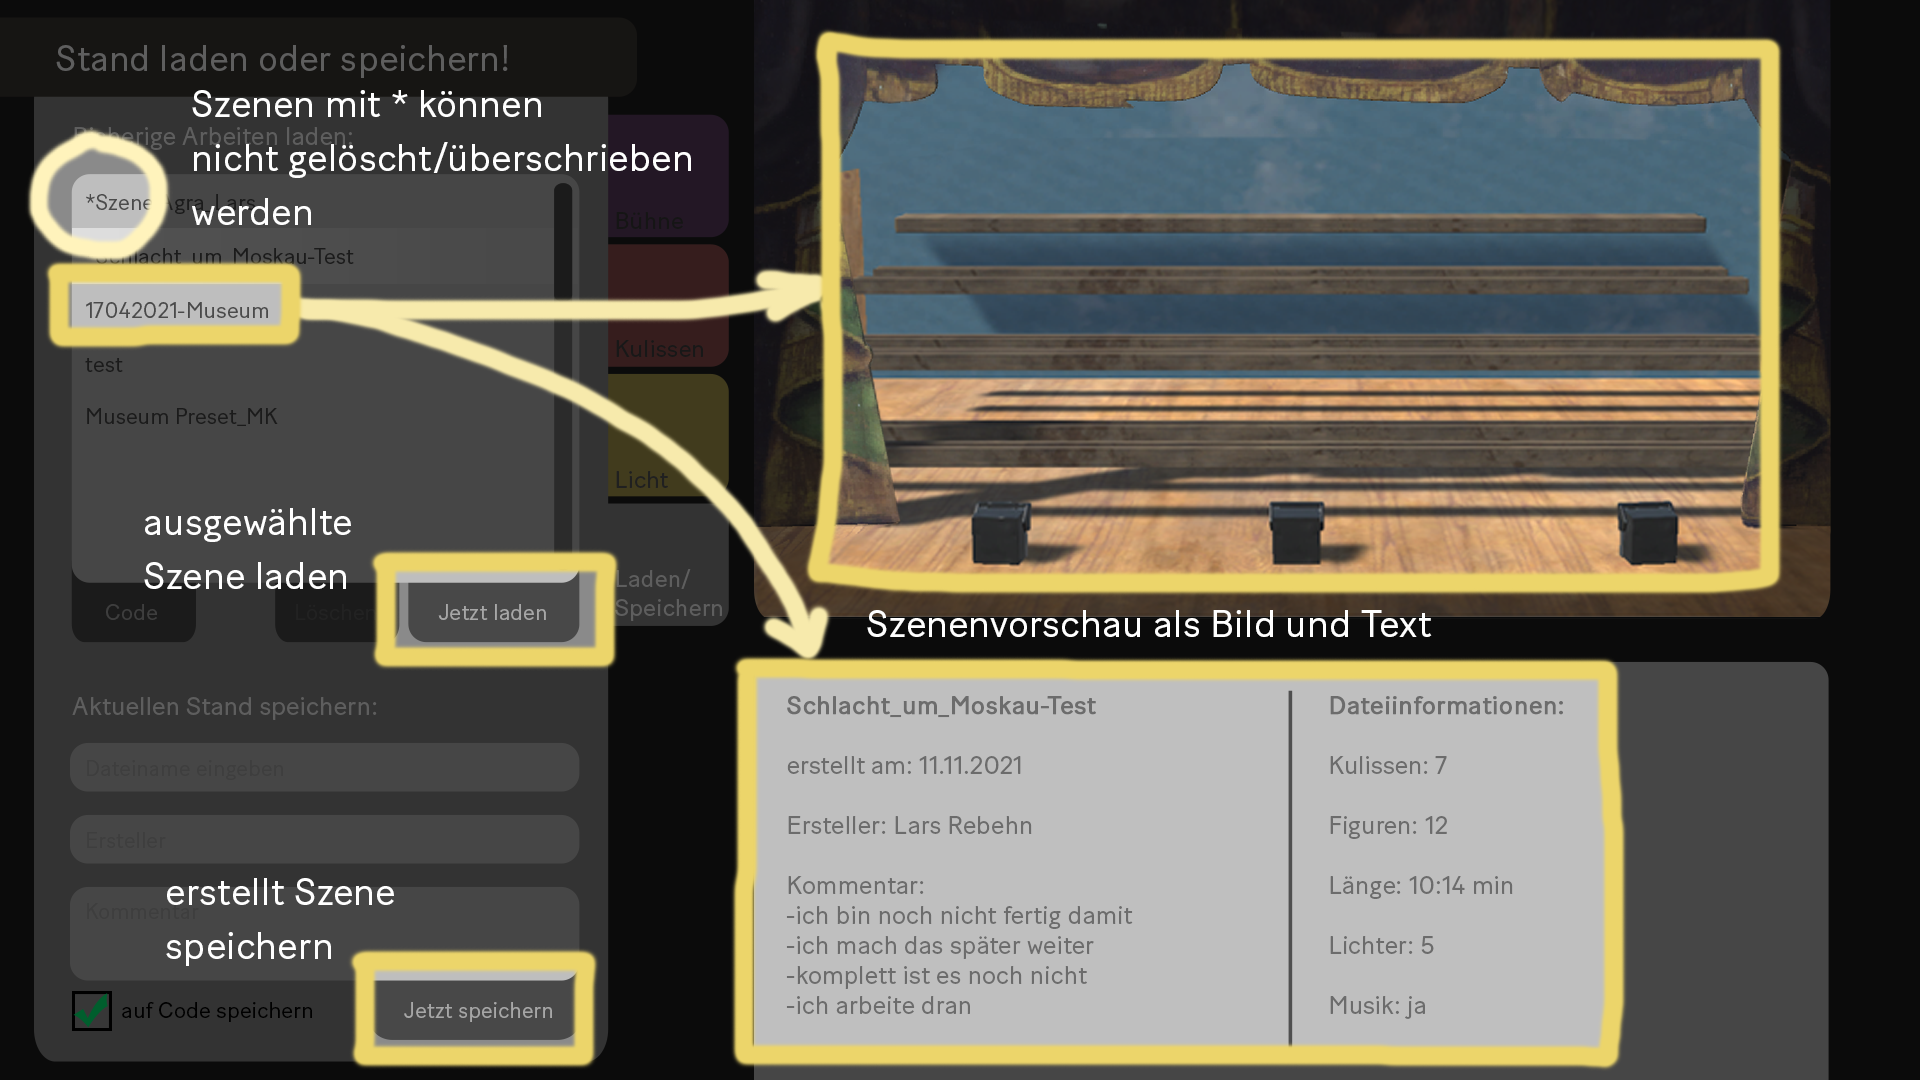 Stand laden oder speichern!
Szenen mit * können
nicht gelöscht/überschrieben
werden
Bisherige Arbeiten laden:
*Szene Agra_Lars
*Schlacht_um_Moskau-Test
17042021-Museum
test
Museum Preset_MK
ausgewählte
Szene laden
Code
Löschen
Jetzt laden
Bühne
Kulissen
Licht
Laden/
Speichern
Aktuellen Stand speichern:
Dateiname eingeben
Ersteller
Kommentar
erstellt Szene
speichern
auf Code speichern
Jetzt speichern
Szenenvorschau als Bild und Text
Schlacht_um_Moskau-Test
erstellt am: 11.11.2021
Ersteller: Lars Rebehn
Kommentar:
-ich bin noch nicht fertig damit
-ich mach das später weiter
-komplett ist es noch nicht
-ich arbeite dran
Dateiinformationen:
Kulissen: 7
Figuren: 12
Länge: 10:14 min
Lichter: 5
Musik: ja